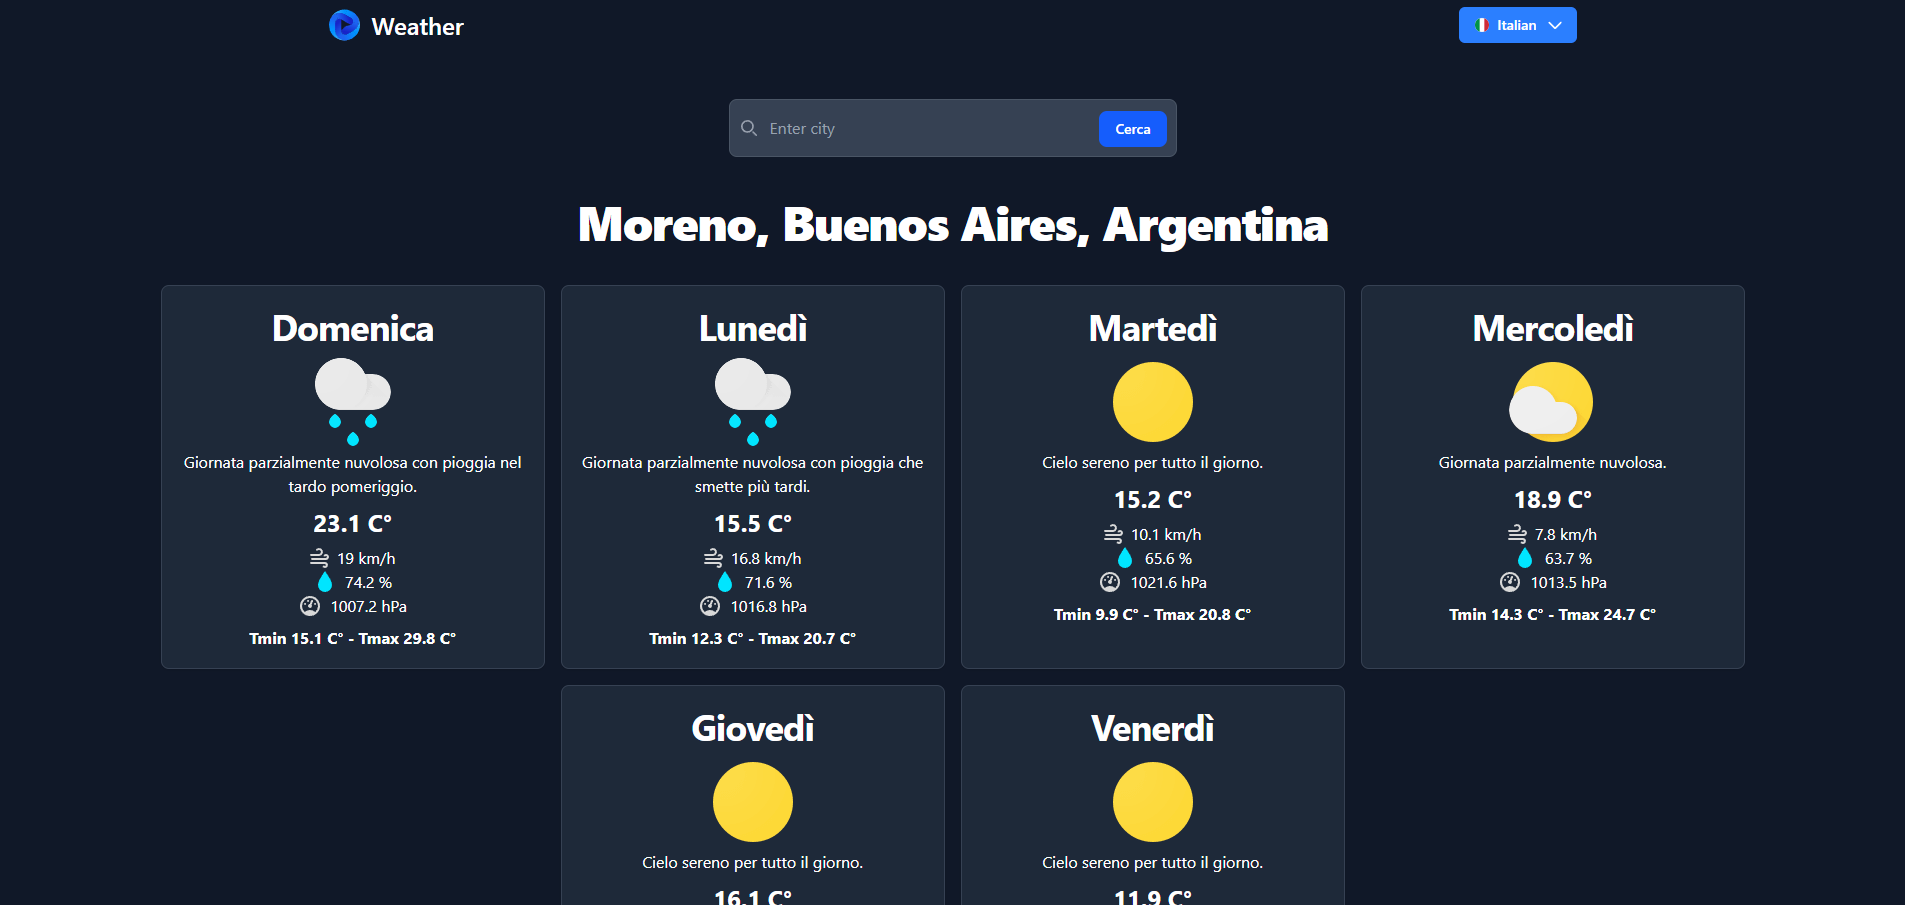 Weather
Italian
Enter city
Cerca
Moreno, Buenos Aires, Argentina
Domenica
Giornata parzialmente nuvolosa con pioggia nel
tardo pomeriggio.
23.1 C°
19 km/h
74.2 %
1007.2 hPa
Tmin 15.1 C° - Tmax 29.8 C°
Lunedì
Giornata parzialmente nuvolosa con pioggia che
smette più tardi.
15.5 C°
16.8 km/h
71.6 %
1016.8 hPa
Tmin 12.3 C° - Tmax 20.7 C°
Martedì
Cielo sereno per tutto il giorno.
15.2 C°
10.1 km/h
65.6 %
1021.6 hPa
Tmin 9.9 C° - Tmax 20.8 C°
Mercoledì
Giornata parzialmente nuvolosa.
18.9 C°
7.8 km/h
63.7 %
1013.5 hPa
Tmin 14.3 C° - Tmax 24.7 C°
Giovedì
Cielo sereno per tutto il giorno.
16.1 C°
Venerdì
Cielo sereno per tutto il giorno.
11.9 C°